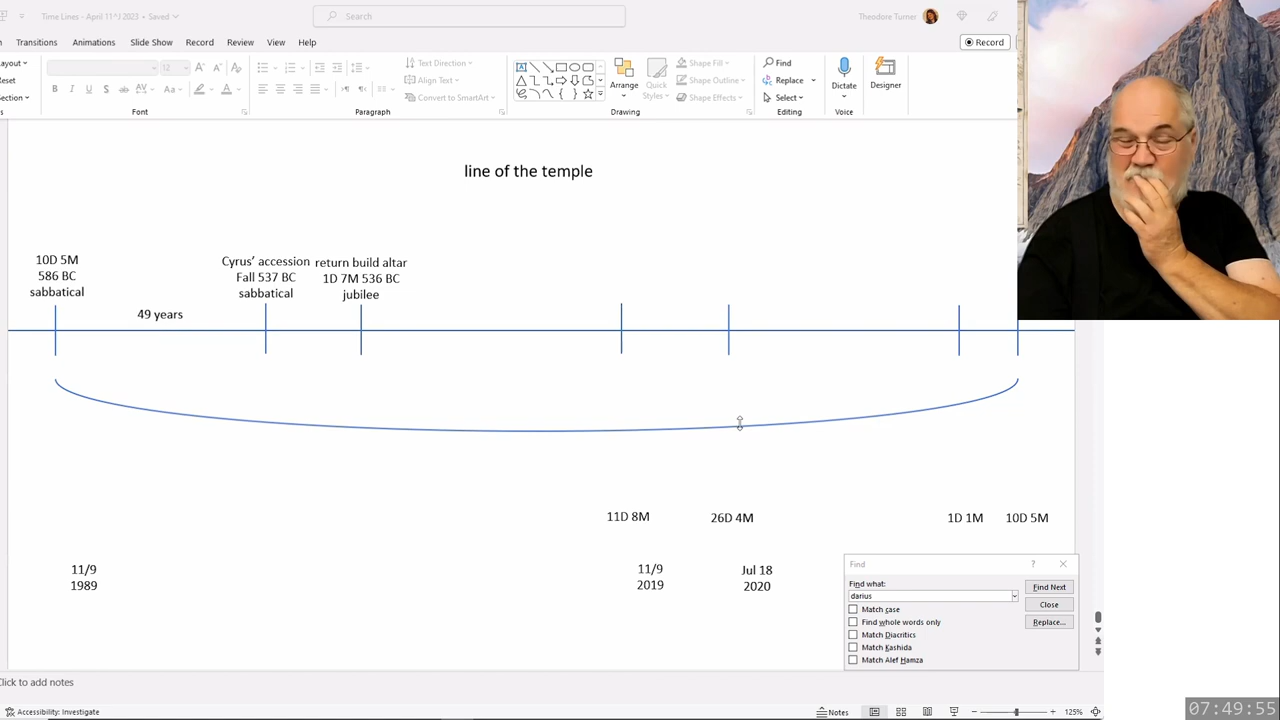 Time Lines - April 11^J 2023 • Saved
Search
Theodore Turner
Transitions Animations Slide Show Record Review View Help
Record
Layout
Reset
Section
12
Text Direction
Align Text
Convert to SmartArt
Arrange
Quick Styles
Shape Fill
Shape Outline
Shape Effects
Find
Replace
Select
Dictate
Designer
Font Paragraph Drawing Editing Voice
line of the temple
10D 5M
586 BC
sabbatical
49 years
Cyrus' accession
Fall 537 BC
sabbatical
return build altar
1D 7M 536 BC
jubilee
11D 8M 26D 4M 1D 1M 10D 5M
11/9
1989
11/9
2019
Jul 18
2020
Find
?
Find what:
darius
Match case
Find whole words only
Match Diacritics
Match Kashida
Match Alef Hamza
Find Next
Close
Replace...
Click to add notes
Accessibility: Investigate
Notes
125%
07:49:55